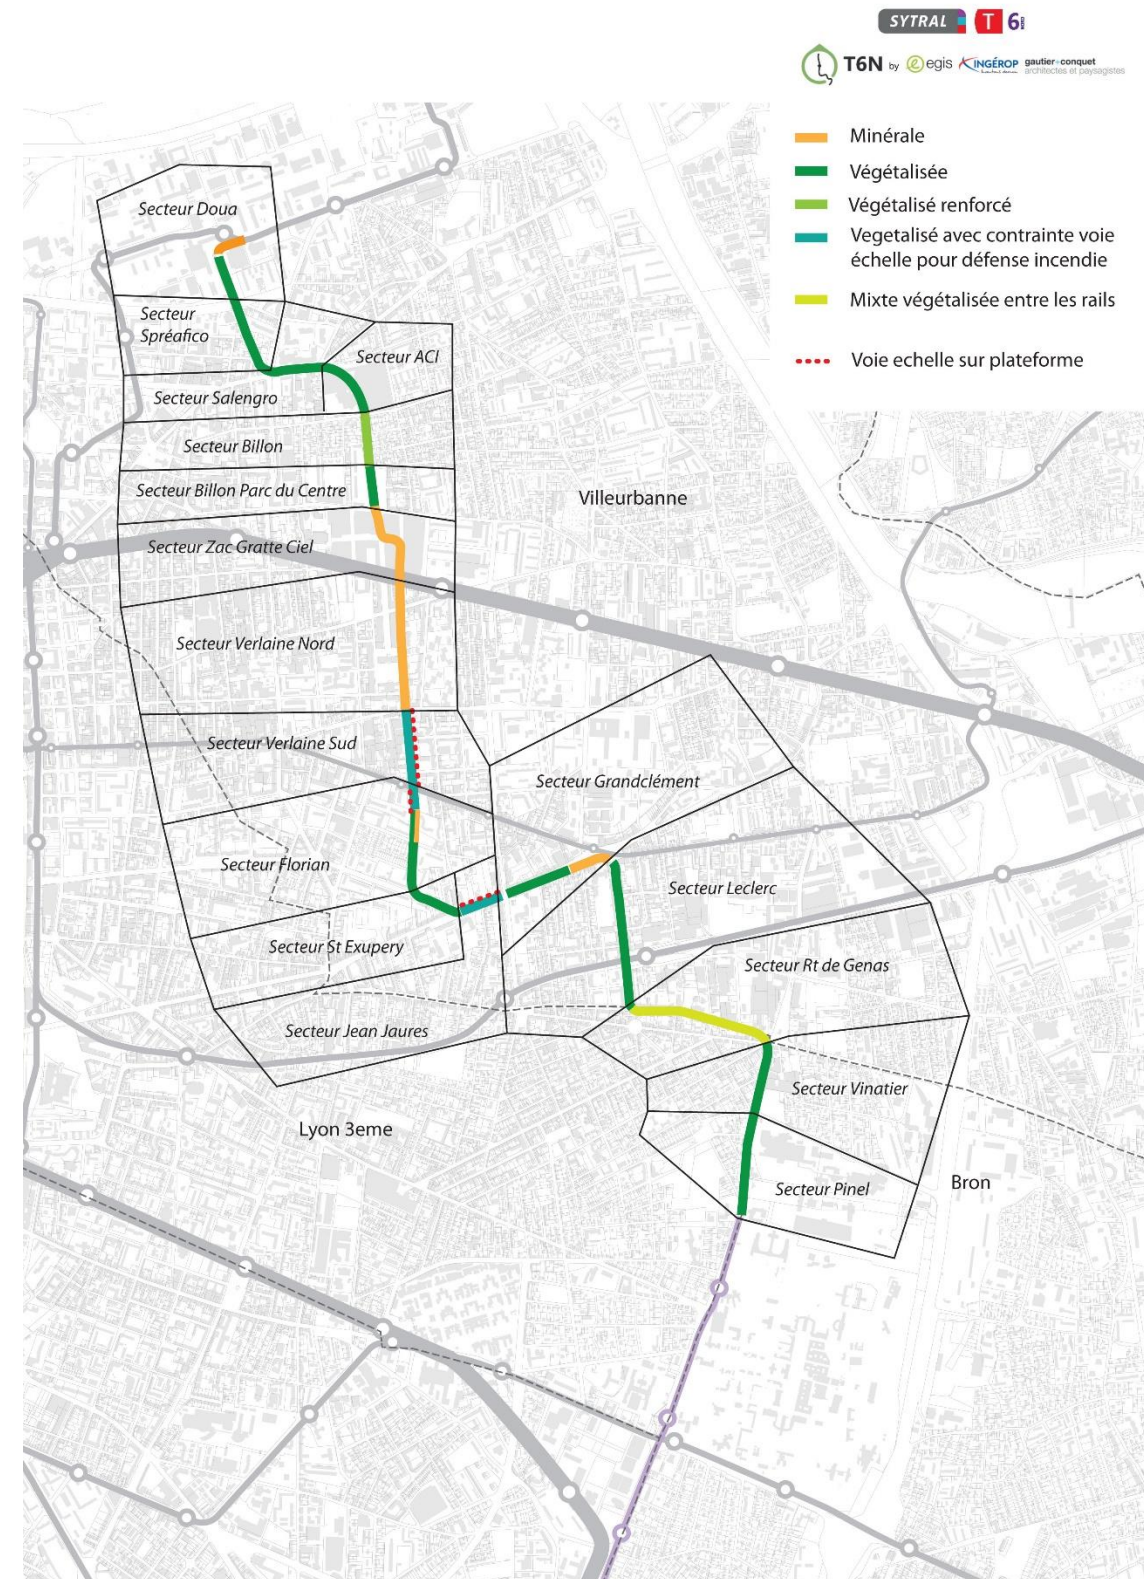 SYTRAL T 6 NORD
T6N by egis INGÉROP gautier+conquet
architectes et paysagistes
Minérale
Végétalisée
Végétalisé renforcé
Vegetalisé avec contrainte voie
échelle pour défense incendie
Mixte végétalisée entre les rails
Voie echelle sur plateforme
Secteur Doua
Secteur
Spréafico
Secteur ACI
Secteur Salengro
Secteur Billon
Secteur Billon Parc du Centre
Villeurbanne
Secteur Zac Gratte Ciel
Secteur Verlaine Nord
Secteur Verlaine Sud
Secteur Grandclément
Secteur Florian
Secteur Leclerc
Secteur St Exupery
Secteur Rt de Genas
Secteur Jean Jaures
Secteur Vinatier
Lyon 3eme
Secteur Pinel
Bron